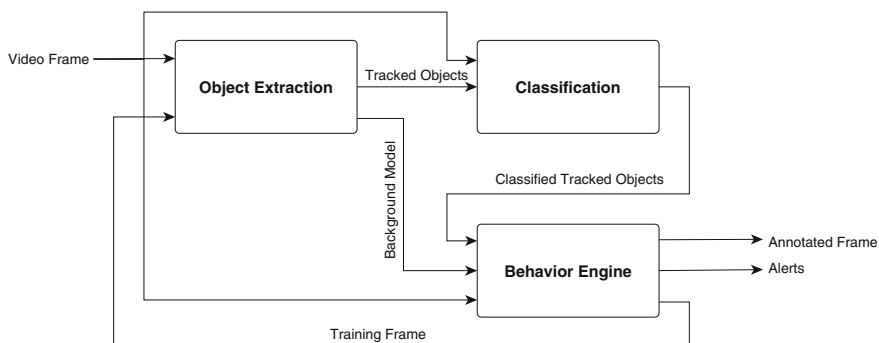 Video Frame
Object Extraction
Tracked Objects
Classification
Background Model
Classified Tracked Objects
Behavior Engine
Annotated Frame
Alerts
Training Frame